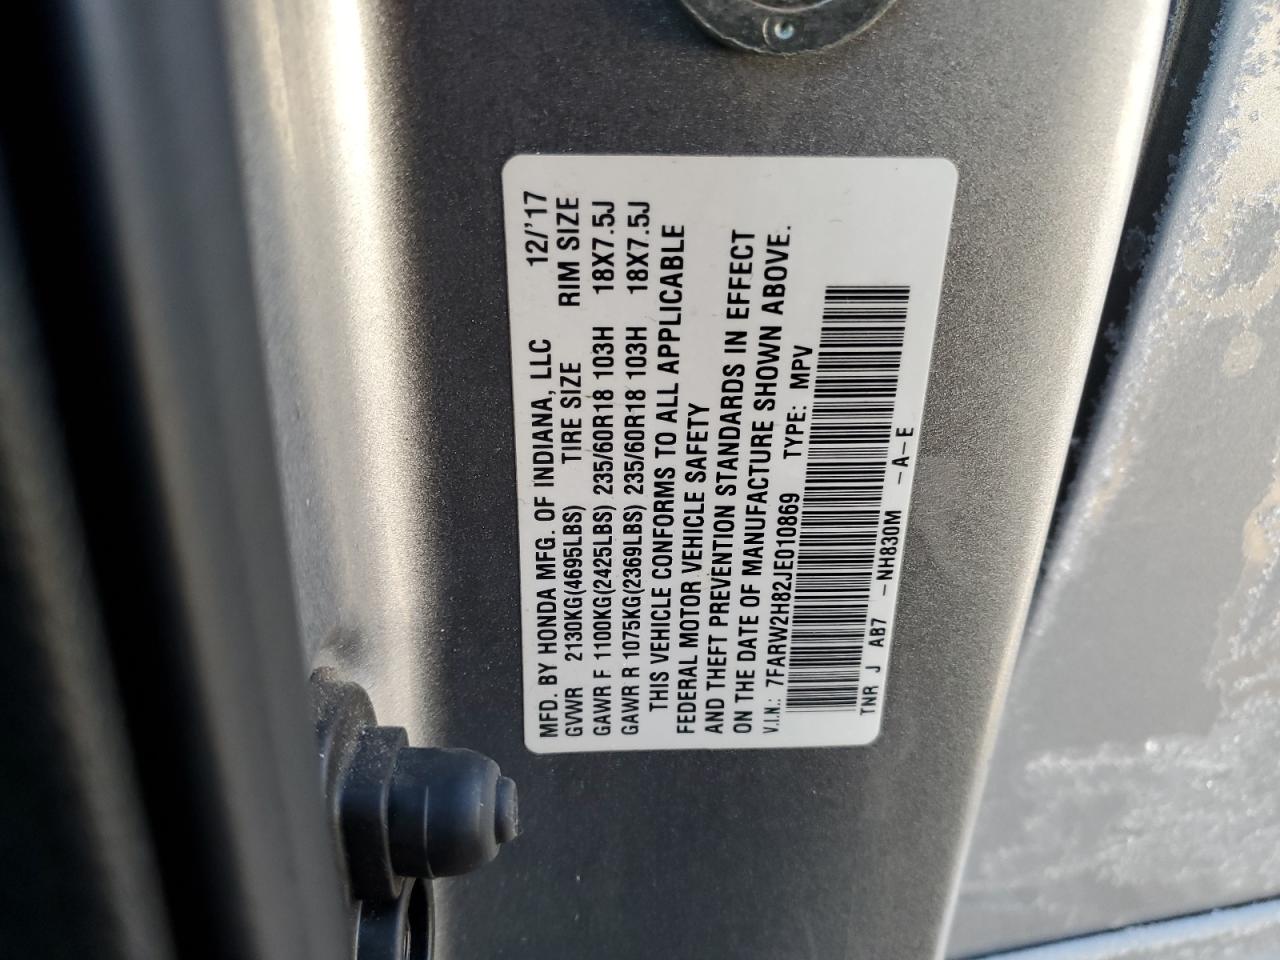 MFD. BY HONDA MFG. OF INDIANA, LLC 12/'17
GVWR 2130KG(4695LBS) TIRE SIZE RIM SIZE
GAWR F 1100KG(2425LBS) 235/60R18 103H 18X7.5J
GAWR R 1075KG(2369LBS) 235/60R18 103H 18X7.5J
THIS VEHICLE CONFORMS TO ALL APPLICABLE
FEDERAL MOTOR VEHICLE SAFETY
AND THEFT PREVENTION STANDARDS IN EFFECT
ON THE DATE OF MANUFACTURE SHOWN ABOVE.
V.I.N.: 7FARW2H82JE010869 TYPE: MPV
TNR J AB7 -NH830M -A-E